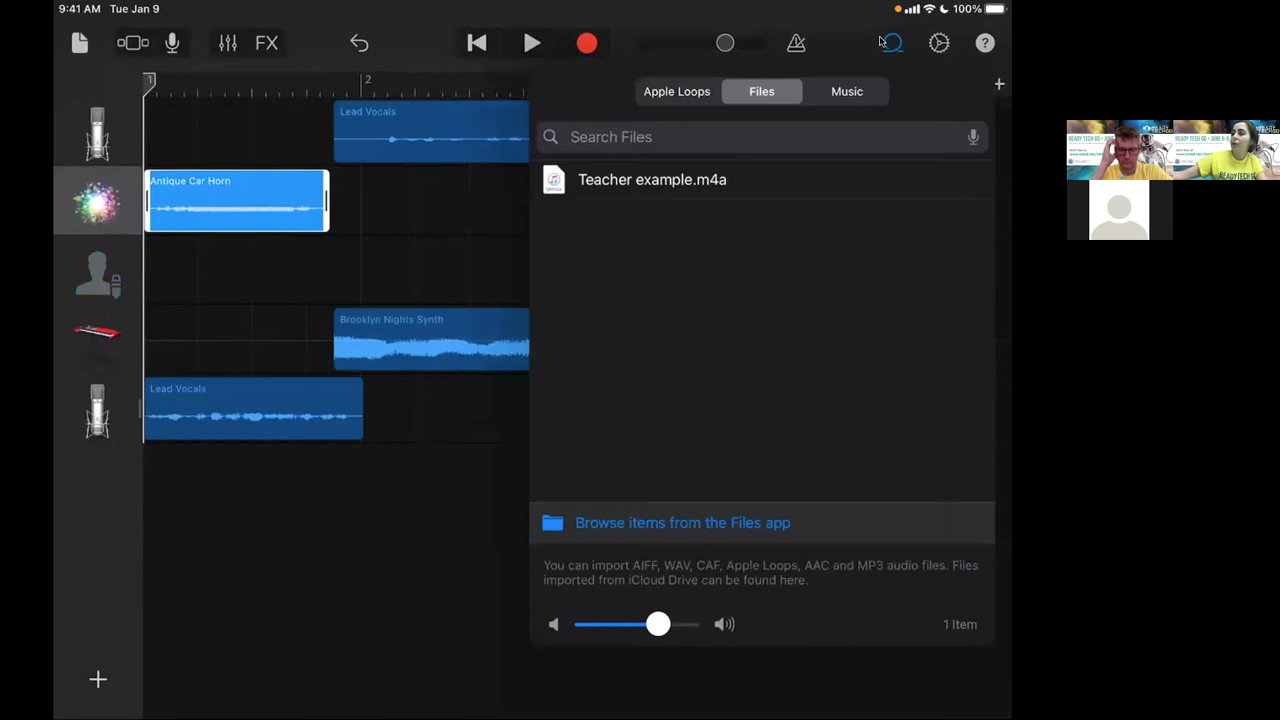 9:41 AM Tue Jan 9
100%
FX
1
2
Apple Loops
Files
Music
Lead Vocals
Search Files
Antique Car Horn
Teacher example.m4a
Brooklyn Nights Synth
Lead Vocals
Browse items from the Files app
You can import AIFF, WAV, CAF, Apple Loops, AAC and MP3 audio files. Files
imported from iCloud Drive can be found here.
1 Item